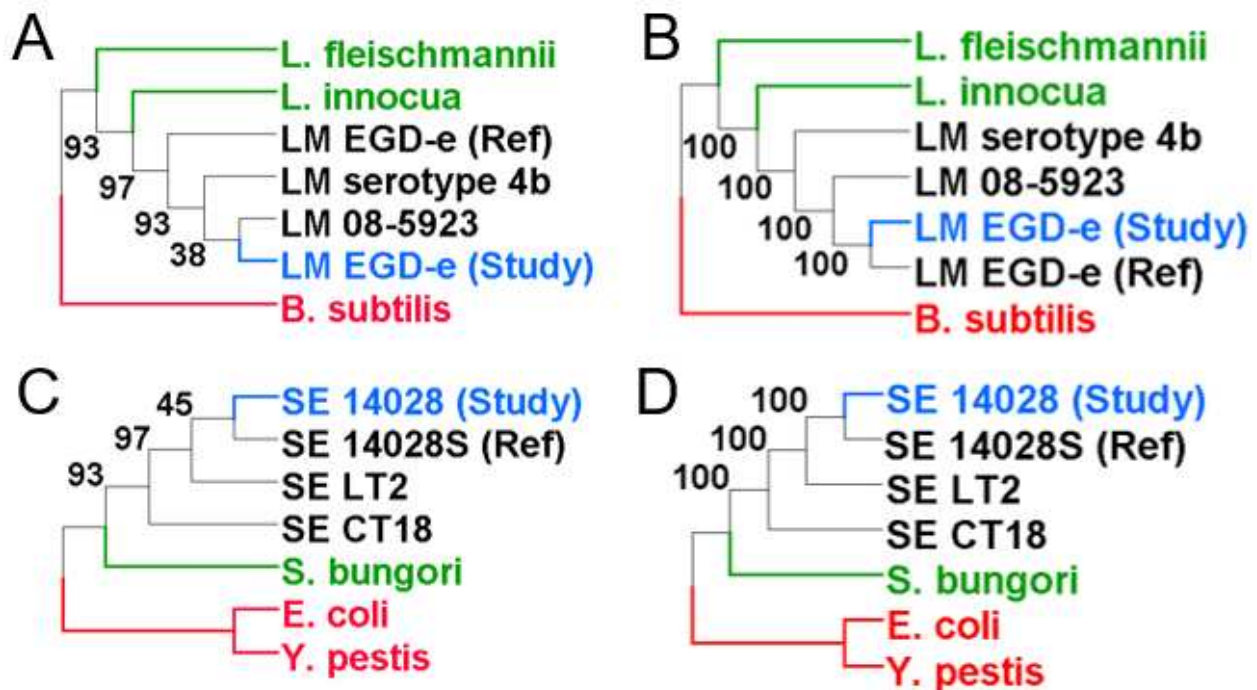 A
L. fleischmannii
L. innocua
LM EGD-e (Ref)
LM serotype 4b
LM 08-5923
LM EGD-e (Study)
B. subtilis
93
97
93
38
B
L. fleischmannii
L. innocua
LM serotype 4b
LM 08-5923
LM EGD-e (Study)
LM EGD-e (Ref)
B. subtilis
100
100
100
100
C
SE 14028 (Study)
SE 14028S (Ref)
SE LT2
SE CT18
S. bungori
E. coli
Y. pestis
45
97
93
D
SE 14028 (Study)
SE 14028S (Ref)
SE LT2
SE CT18
S. bungori
E. coli
Y. pestis
100
100
100